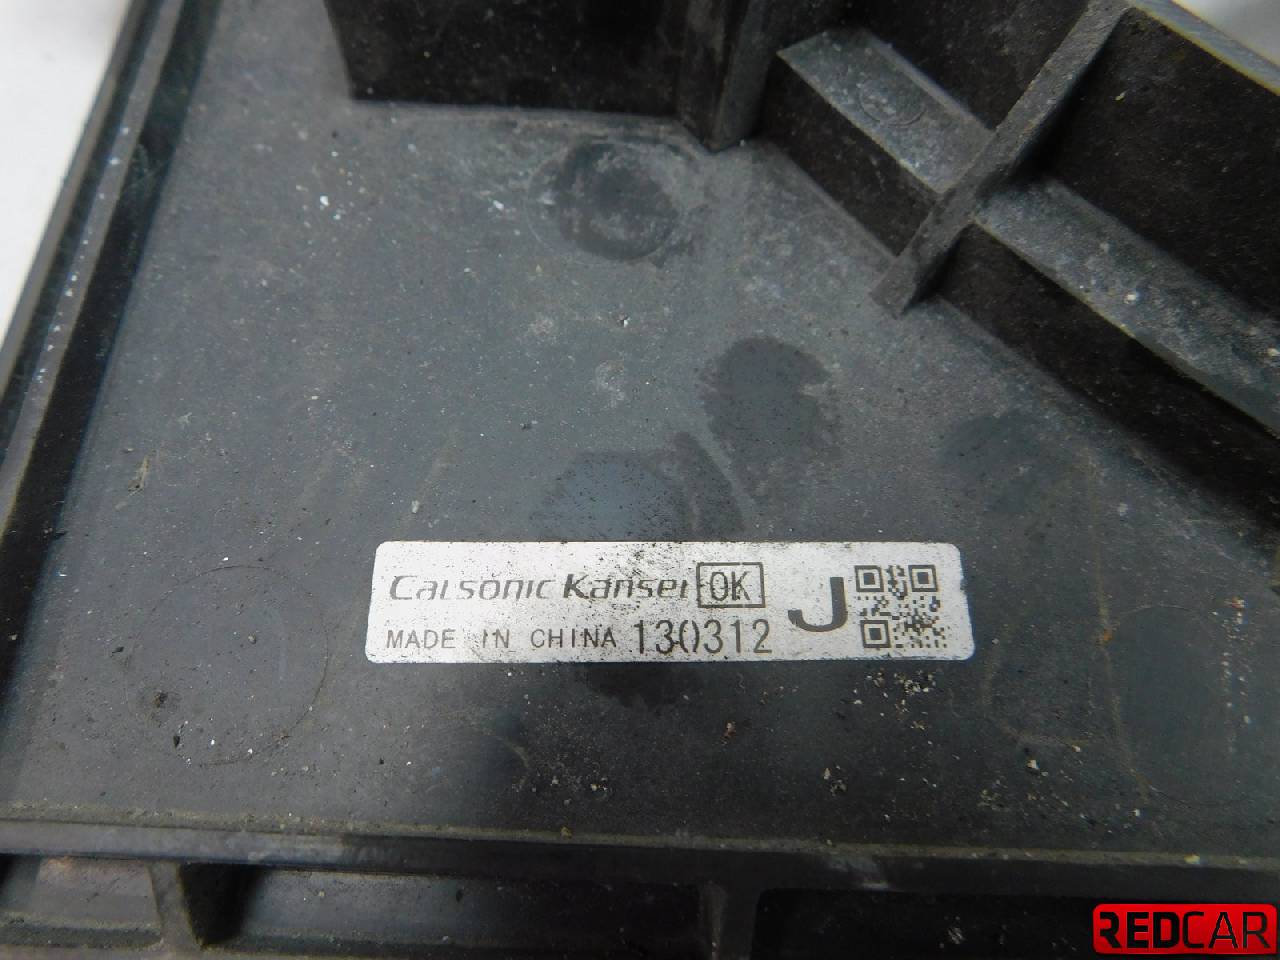 Calsonic Kansei OK J
MADE IN CHINA 130312
REDCAR